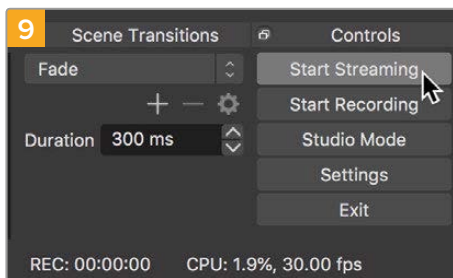 9
Scene Transitions
Controls
Fade
Start Streaming
Start Recording
Duration 300 ms
Studio Mode
Settings
Exit
REC: 00:00:00 CPU: 1.9%, 30.00 fps